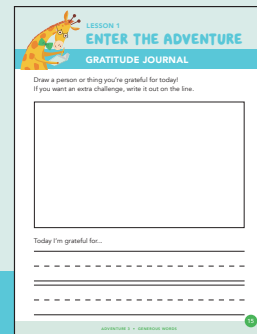 LESSON 1
ENTER THE ADVENTURE
GRATITUDE JOURNAL
Draw a person or thing you're grateful for today!
If you want an extra challenge, write it out on the line.
Today I'm grateful for...
ADVENTURE 3 • GENEROUS WORDS
15